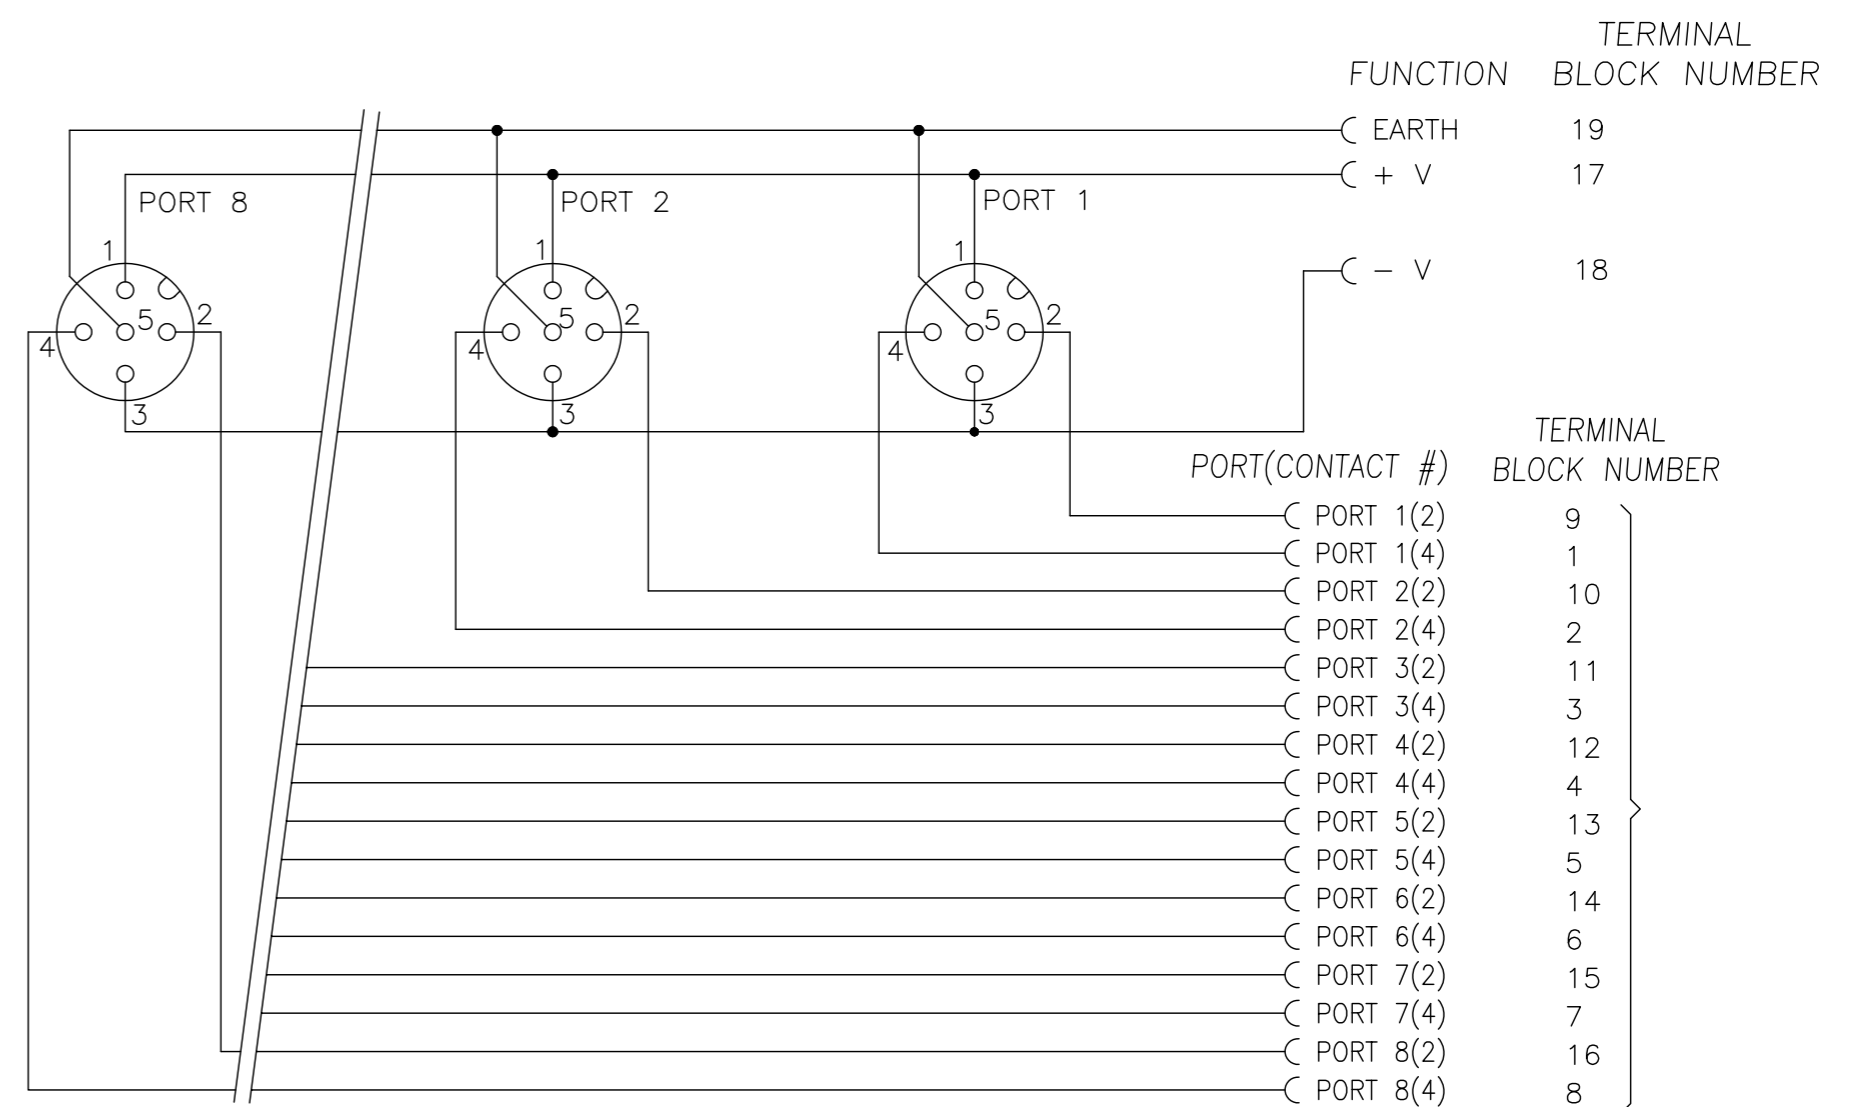 TERMINAL
FUNCTION BLOCK NUMBER
EARTH 19
+ V 17
PORT 8 PORT 2 PORT 1
- V 18
1 2 3 4 5
1 2 3 4 5
1 2 3 4 5
TERMINAL
PORT(CONTACT #) BLOCK NUMBER
PORT 1(2) 9
PORT 1(4) 1
PORT 2(2) 10
PORT 2(4) 2
PORT 3(2) 11
PORT 3(4) 3
PORT 4(2) 12
PORT 4(4) 4
PORT 5(2) 13
PORT 5(4) 5
PORT 6(2) 14
PORT 6(4) 6
PORT 7(2) 15
PORT 7(4) 7
PORT 8(2) 16
PORT 8(4) 8